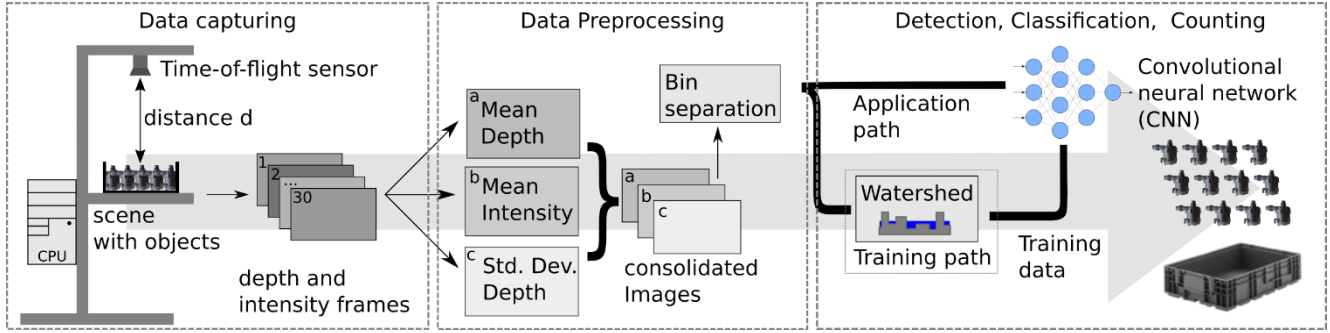 Data capturing
Time-of-flight sensor
distance d
CPU
scene
with objects
1
2
...
30
depth and
intensity frames
Data Preprocessing
a
Mean
Depth
b
Mean
Intensity
c
Std. Dev.
Depth
Bin
separation
a
b
c
consolidated
Images
Detection, Classification, Counting
Application
path
Convolutional
neural network
(CNN)
Watershed
Training path
Training
data